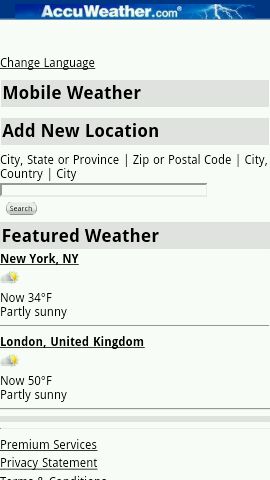 AccuWeather.com®
Change Language
Mobile Weather
Add New Location
City, State or Province | Zip or Postal Code | City,
Country | City
Search
Featured Weather
New York, NY
Now 34°F
Partly sunny
London, United Kingdom
Now 50°F
Partly sunny
Premium Services
Privacy Statement
Terms & Conditions